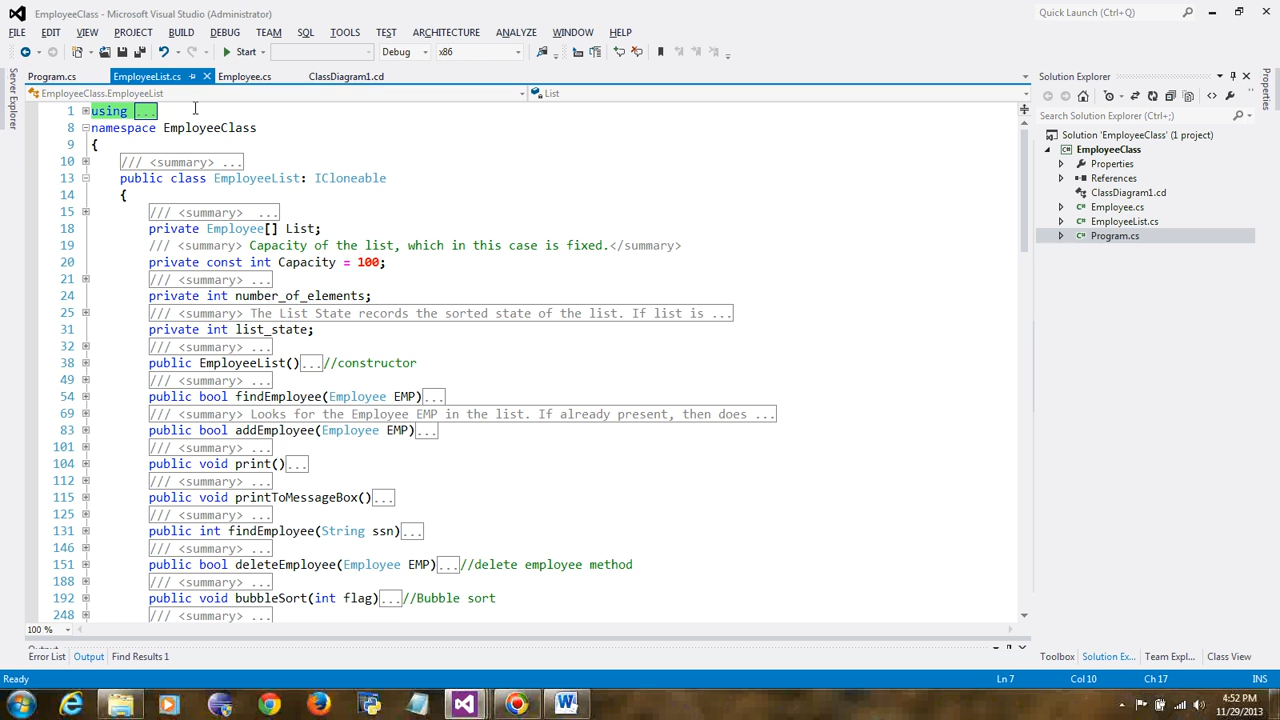 EmployeeClass - Microsoft Visual Studio (Administrator)
Quick Launch (Ctrl+Q)
FILE EDIT VIEW PROJECT BUILD DEBUG TEAM SQL TOOLS TEST ARCHITECTURE ANALYZE WINDOW HELP
Start Debug x86
Server Explorer
Program.cs EmployeeList.cs Employee.cs ClassDiagram1.cd
EmployeeClass.EmployeeList List
1 using ...
8 namespace EmployeeClass
9 {
10 /// <summary> ...
13 public class EmployeeList: ICloneable
14 {
15 /// <summary> ...
18 private Employee[] List;
19 /// <summary> Capacity of the list, which in this case is fixed.</summary>
20 private const int Capacity = 100;
21 /// <summary> ...
24 private int number_of_elements;
25 /// <summary> The List State records the sorted state of the list. If list is ...
31 private int list_state;
32 /// <summary> ...
38 public EmployeeList()...//constructor
49 /// <summary> ...
54 public bool findEmployee(Employee EMP)...
69 /// <summary> Looks for the Employee EMP in the list. If already present, then does ...
83 public bool addEmployee(Employee EMP)...
101 /// <summary> ...
104 public void print()...
112 /// <summary> ...
115 public void printToMessageBox()...
125 /// <summary> ...
131 public int findEmployee(String ssn)...
146 /// <summary> ...
151 public bool deleteEmployee(Employee EMP)...//delete employee method
188 /// <summary> ...
192 public void bubbleSort(int flag)...//Bubble sort
248 /// <summary> ...
100 %
Output
Error List Output Find Results 1
Solution Explorer
Search Solution Explorer (Ctrl+;)
Solution 'EmployeeClass' (1 project)
EmployeeClass
Properties
References
ClassDiagram1.cd
Employee.cs
EmployeeList.cs
Program.cs
Toolbox Solution Ex... Team Expl... Class View
Properties
Ready Ln 7 Col 10 Ch 17 INS
4:52 PM
11/29/2013